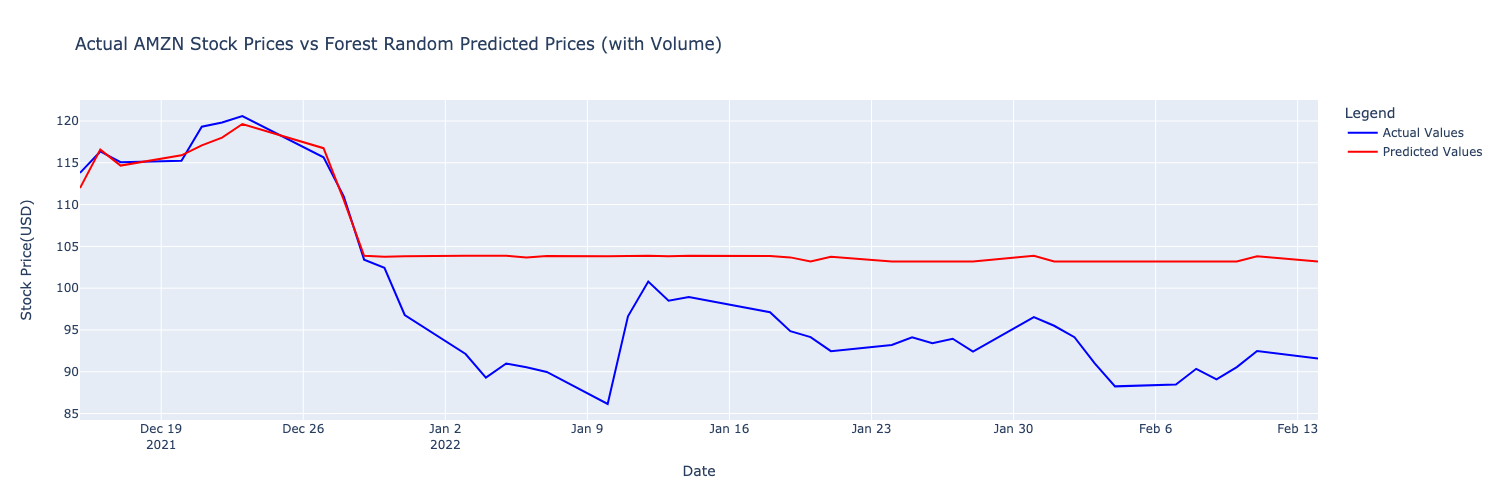 Actual AMZN Stock Prices vs Forest Random Predicted Prices (with Volume)
Legend
Actual Values
Predicted Values
Stock Price(USD)
120
115
110
105
100
95
90
85
Dec 19
2021
Dec 26
Jan 2
2022
Jan 9
Jan 16
Jan 23
Jan 30
Feb 6
Feb 13
Date